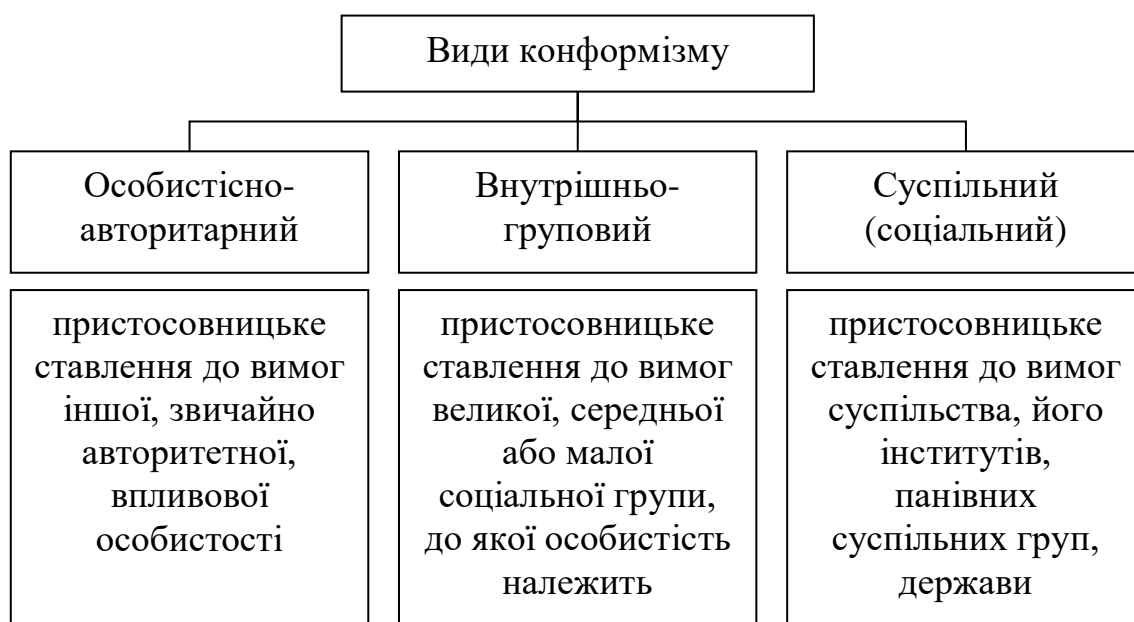 Види конформізму
Особистісно-
авторитарний
Внутрішньо-
груповий
Суспільний
(соціальний)
пристосовницьке
ставлення до вимог
іншої, звичайно
авторитетної,
впливової
особистості
пристосовницьке
ставлення до вимог
великої, середньої
або малої
соціальної групи,
до якої особистість
належить
пристосовницьке
ставлення до вимог
суспільства, його
інститутів,
панівних
суспільних груп,
держави